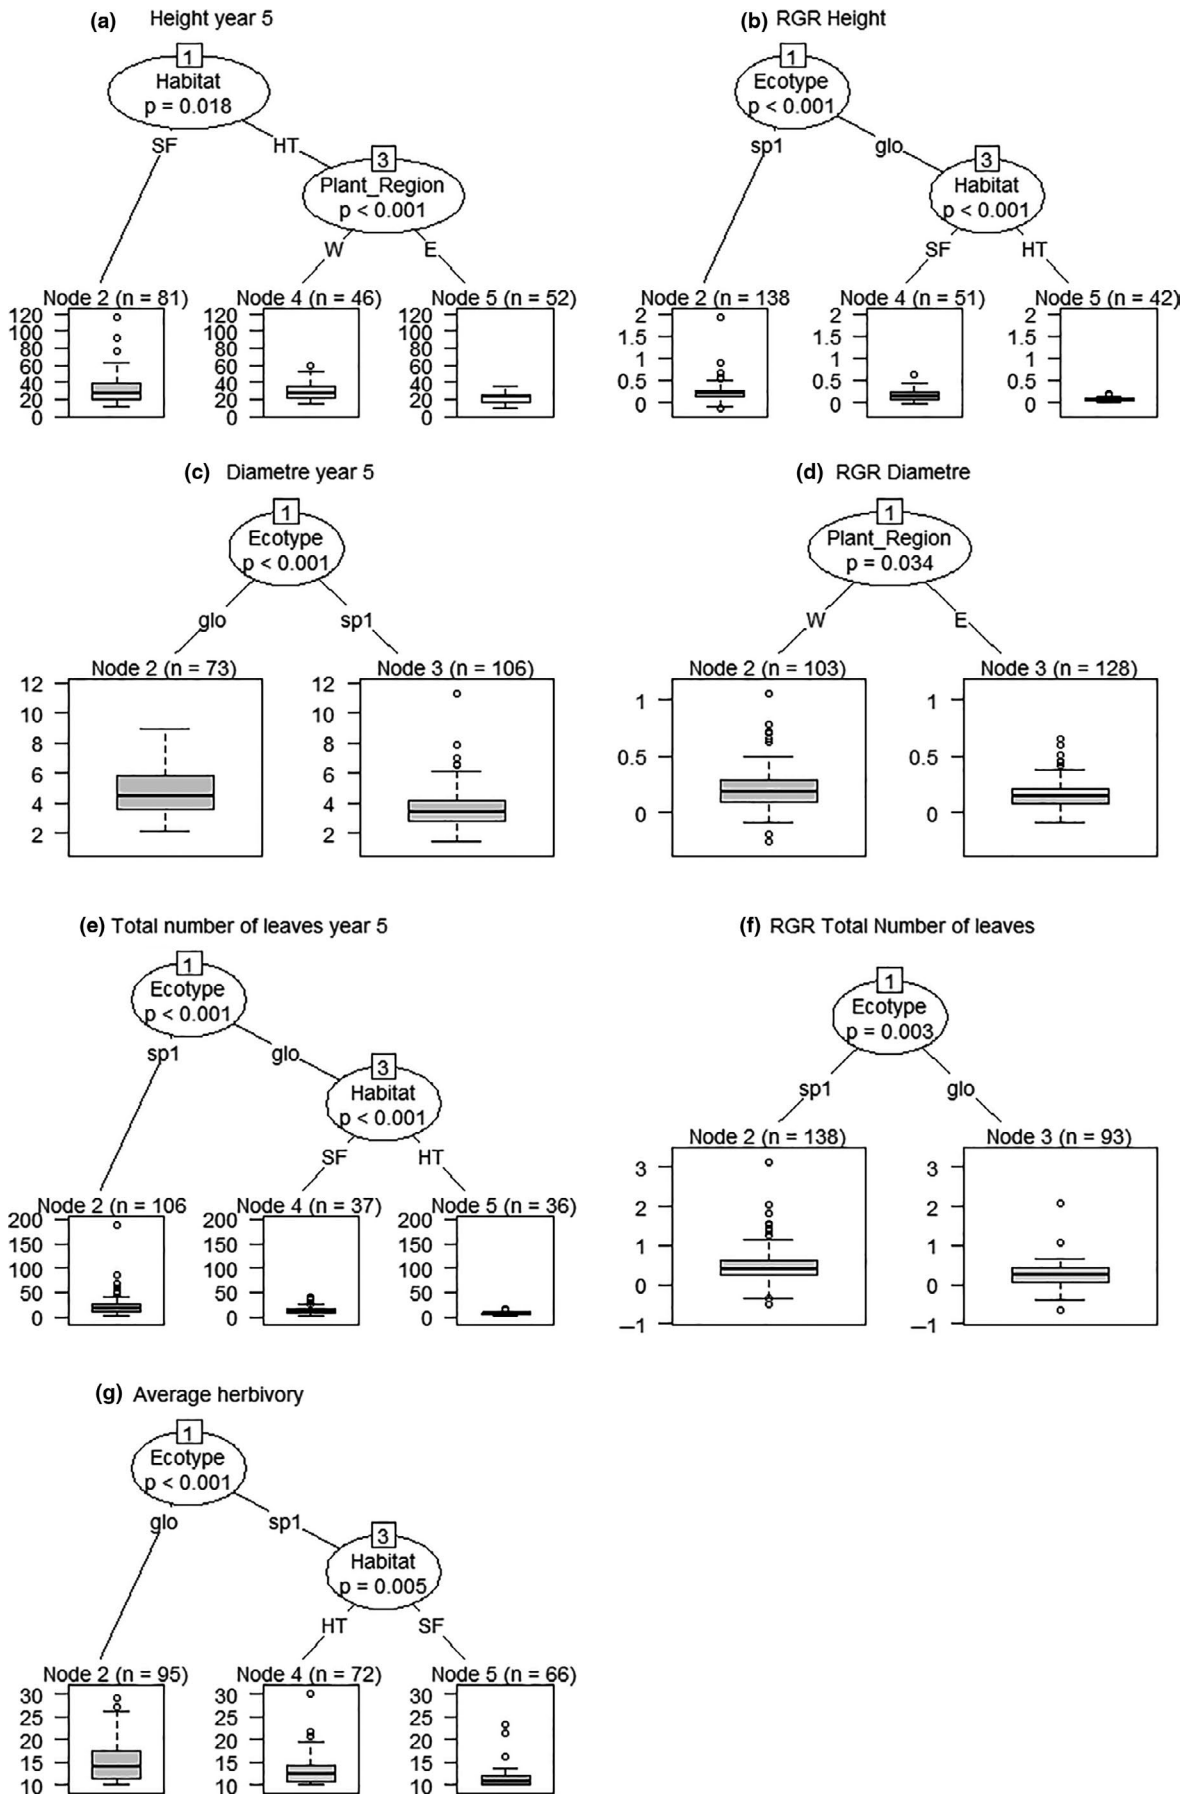 (a) Height year 5
1
Habitat
p = 0.018
SF HT
3
Plant_Region
p < 0.001
W E
Node 2 (n = 81) Node 4 (n = 46) Node 5 (n = 52)
120 120 120
100 100 100
80 80 80
60 60 60
40 40 40
20 20 20
0 0 0
(b) RGR Height
1
Ecotype
p < 0.001
sp1 glo
3
Habitat
p < 0.001
SF HT
Node 2 (n = 138 Node 4 (n = 51) Node 5 (n = 42)
2 2 2
1.5 1.5 1.5
1 1 1
0.5 0.5 0.5
0 0 0
(c) Diametre year 5
1
Ecotype
p < 0.001
glo sp1
Node 2 (n = 73) Node 3 (n = 106)
12 12
10 10
8 8
6 6
4 4
2 2
(d) RGR Diametre
1
Plant_Region
p = 0.034
W E
Node 2 (n = 103) Node 3 (n = 128)
1 1
0.5 0.5
0 0
(e) Total number of leaves year 5
1
Ecotype
p < 0.001
sp1 glo
3
Habitat
p < 0.001
SF HT
Node 2 (n = 106 Node 4 (n = 37) Node 5 (n = 36)
200 200 200
150 150 150
100 100 100
50 50 50
0 0 0
(f) RGR Total Number of leaves
1
Ecotype
p = 0.003
sp1 glo
Node 2 (n = 138) Node 3 (n = 93)
3 3
2 2
1 1
0 0
−1 −1
(g) Average herbivory
1
Ecotype
p < 0.001
glo sp1
3
Habitat
p = 0.005
HT SF
Node 2 (n = 95) Node 4 (n = 72) Node 5 (n = 66)
30 30 30
25 25 25
20 20 20
15 15 15
10 10 10